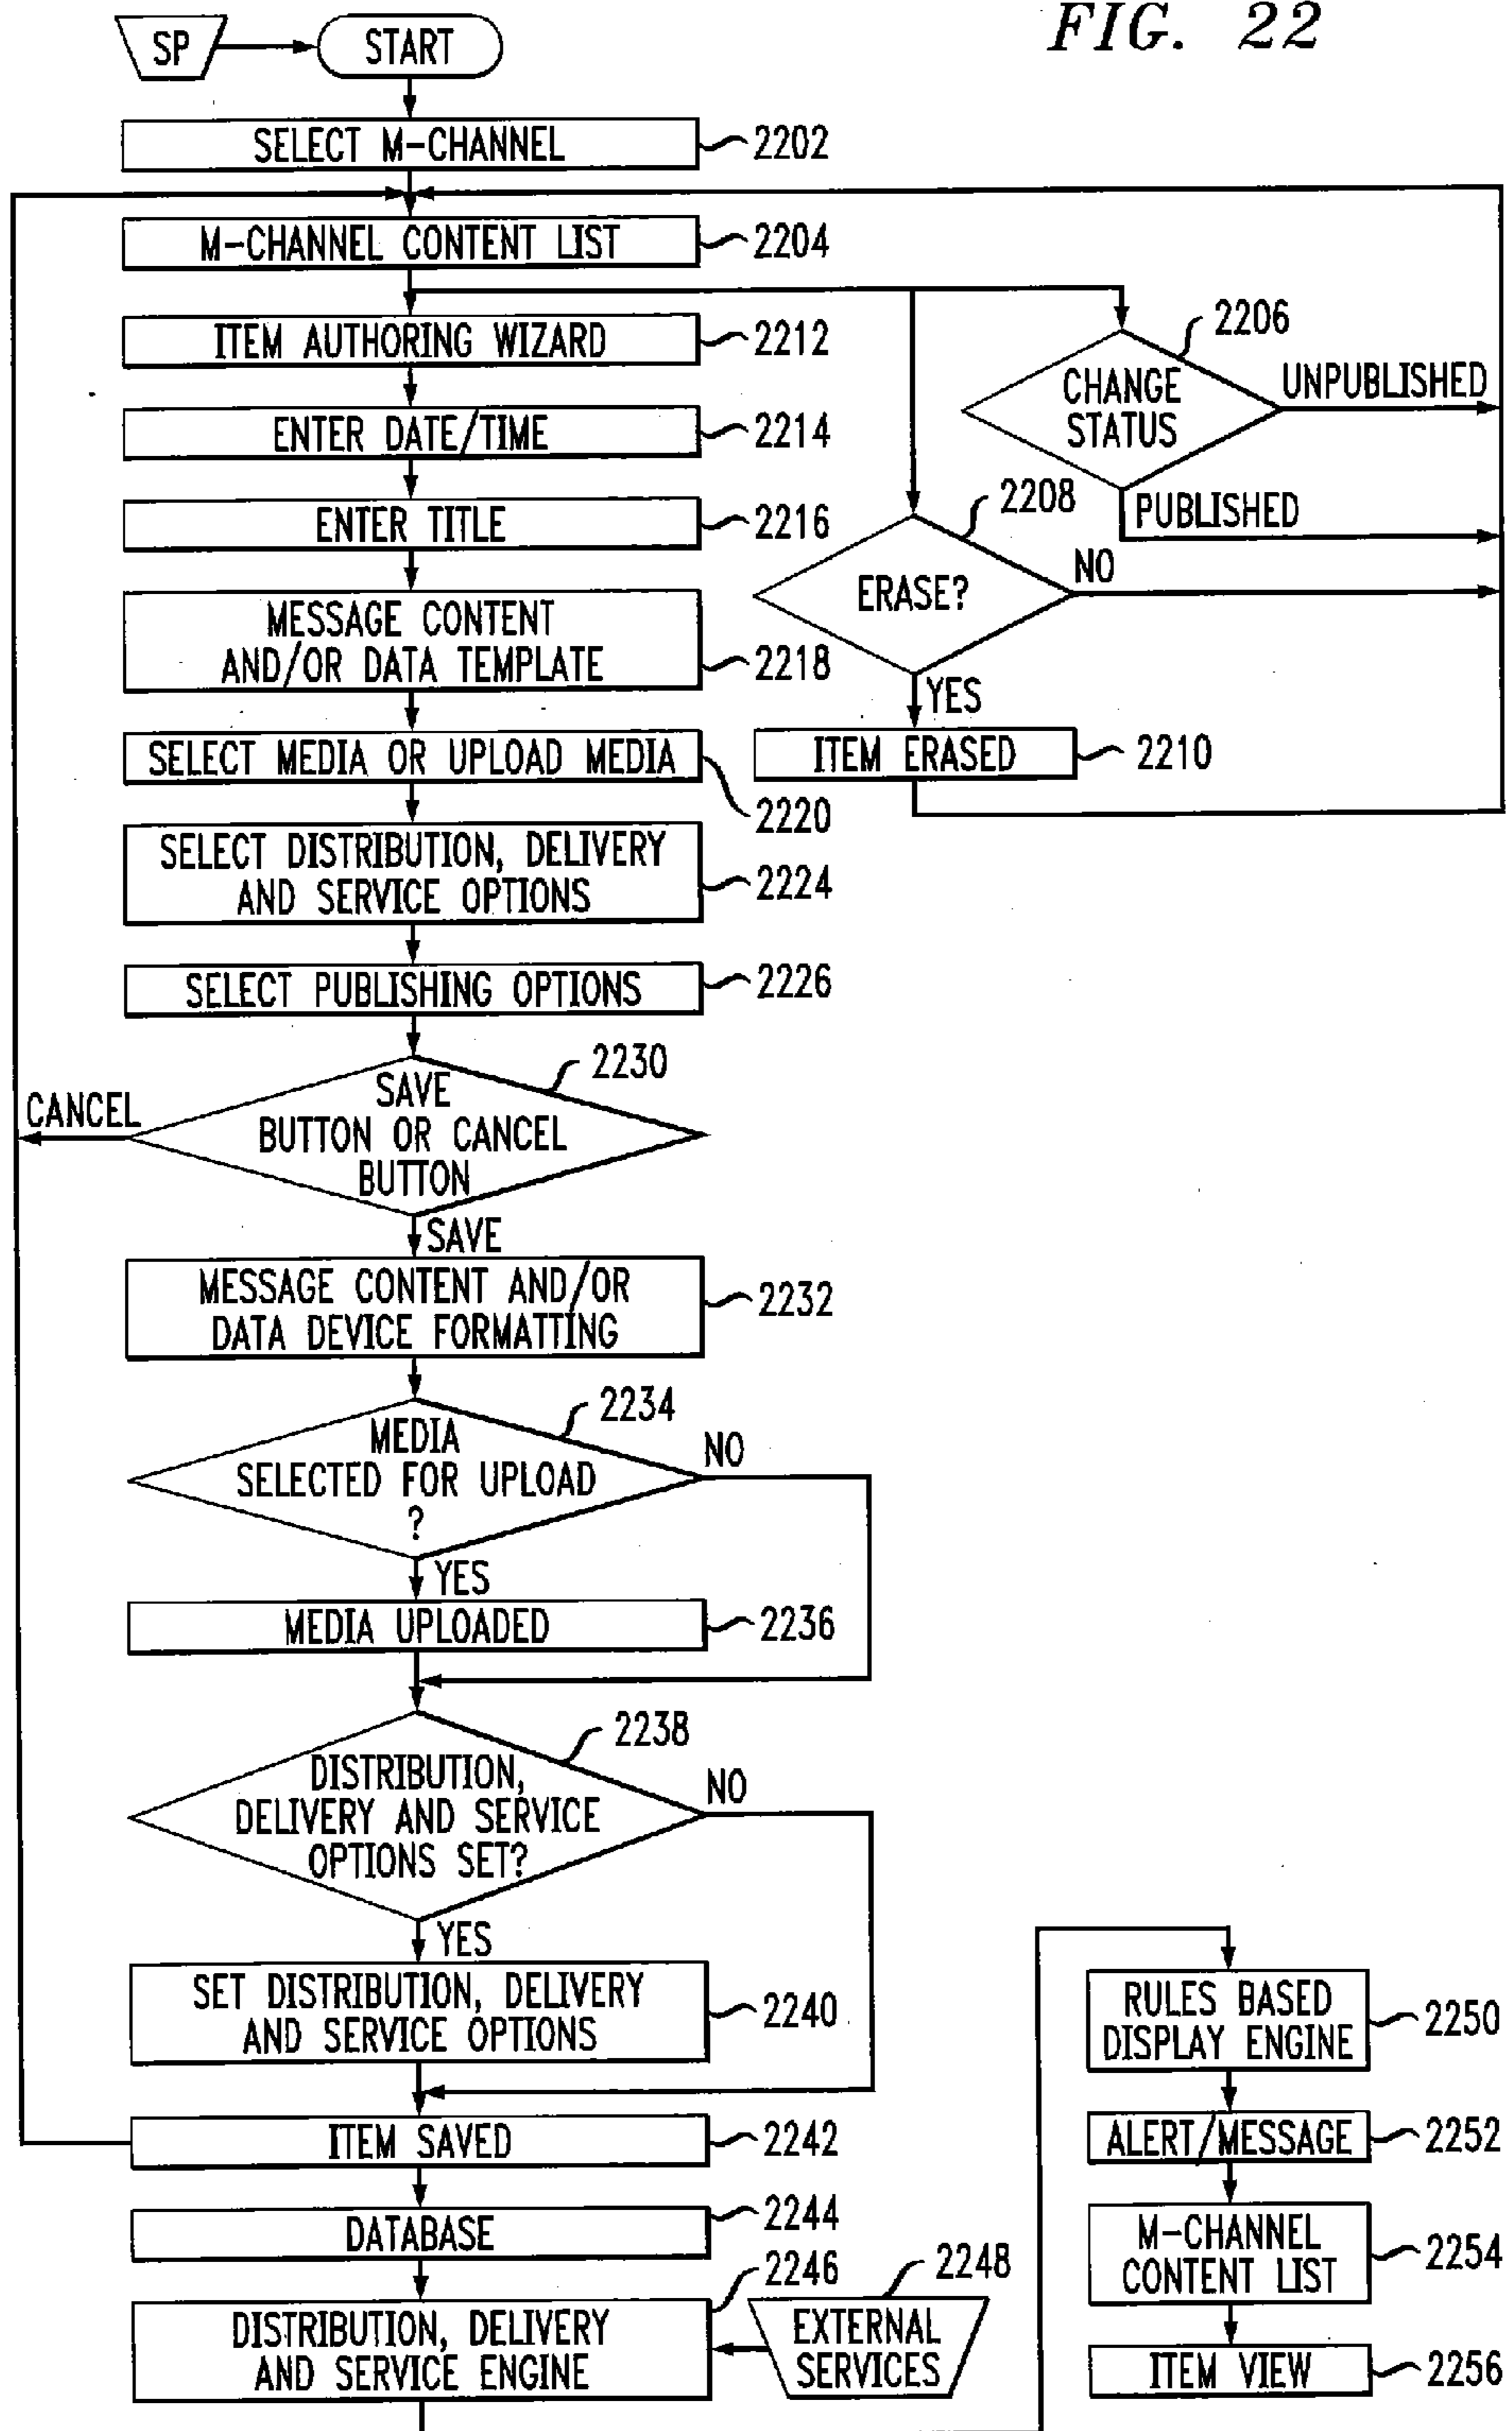 FIG. 22
SP
START
SELECT M-CHANNEL
2202
M-CHANNEL CONTENT LIST
2204
ITEM AUTHORING WIZARD
2212
2206
CHANGE
STATUS
UNPUBLISHED
PUBLISHED
ENTER DATE/TIME
2214
ENTER TITLE
2216
2208
ERASE?
NO
YES
MESSAGE CONTENT
AND/OR DATA TEMPLATE
2218
SELECT MEDIA OR UPLOAD MEDIA
2220
ITEM ERASED
2210
SELECT DISTRIBUTION, DELIVERY
AND SERVICE OPTIONS
2224
SELECT PUBLISHING OPTIONS
2226
2230
SAVE
BUTTON OR CANCEL
BUTTON
CANCEL
SAVE
MESSAGE CONTENT AND/OR
DATA DEVICE FORMATTING
2232
2234
MEDIA
SELECTED FOR UPLOAD
?
NO
YES
MEDIA UPLOADED
2236
2238
DISTRIBUTION,
DELIVERY AND SERVICE
OPTIONS SET?
NO
YES
SET DISTRIBUTION, DELIVERY
AND SERVICE OPTIONS
2240
ITEM SAVED
2242
DATABASE
2244
2246
DISTRIBUTION, DELIVERY
AND SERVICE ENGINE
2248
EXTERNAL
SERVICES
RULES BASED
DISPLAY ENGINE
2250
ALERT/MESSAGE
2252
M-CHANNEL
CONTENT LIST
2254
ITEM VIEW
2256